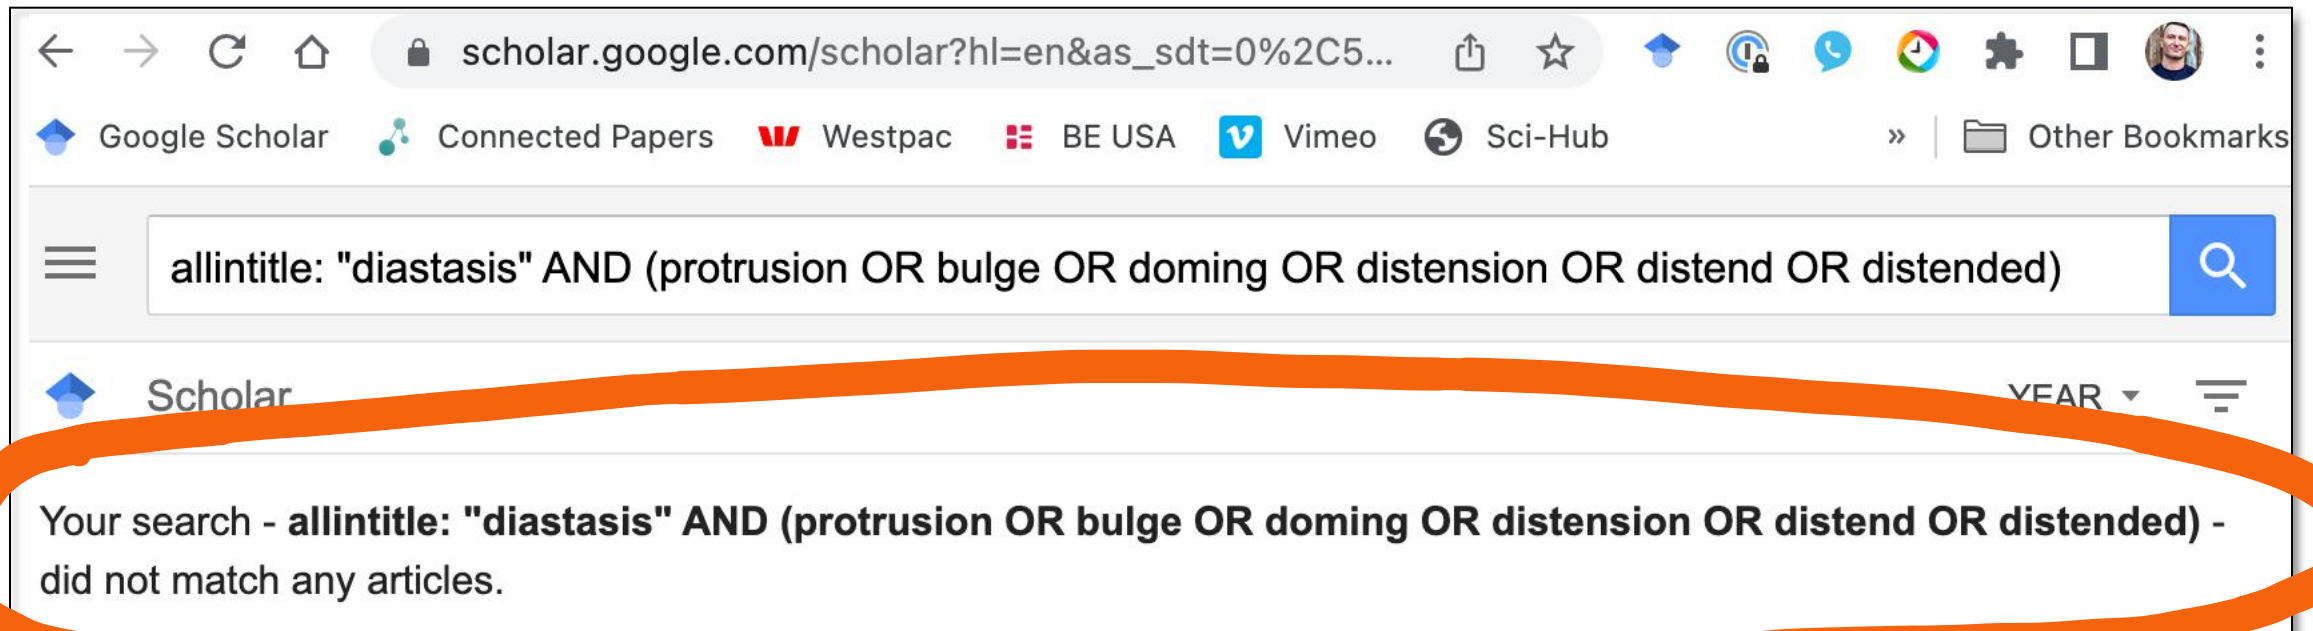 scholar.google.com/scholar?hl=en&as_sdt=0%2C5...
Google Scholar Connected Papers Westpac BE USA Vimeo Sci-Hub » Other Bookmarks
allintitle: "diastasis" AND (protrusion OR bulge OR doming OR distension OR distend OR distended)
Scholar YEAR
Your search - allintitle: "diastasis" AND (protrusion OR bulge OR doming OR distension OR distend OR distended) -
did not match any articles.